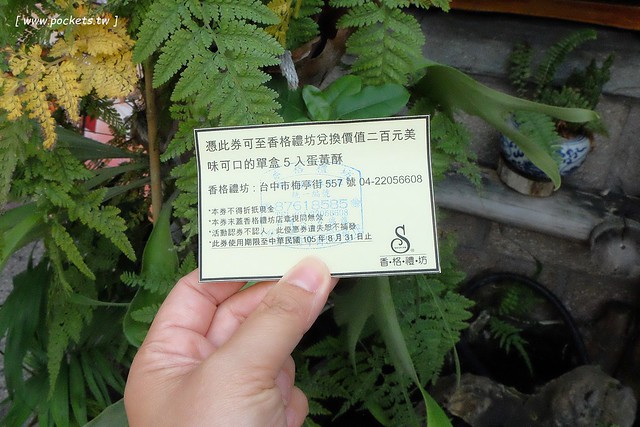 [ www.pockets.tw ]
憑此券可至香格禮坊兌換價值二百元美
味可口的單盒 5 入蛋黃酥
香格禮坊 : 台中市梅亭街 557 號 04-22056608
*本券不得折抵現金
*本券未蓋香格禮坊店章視同無效
*活動認券不認人，此優惠券遺失恕不補發
*此券使用期限至中華民國 105 年 8 月 31 日止
87618585
S
香•格•禮•坊